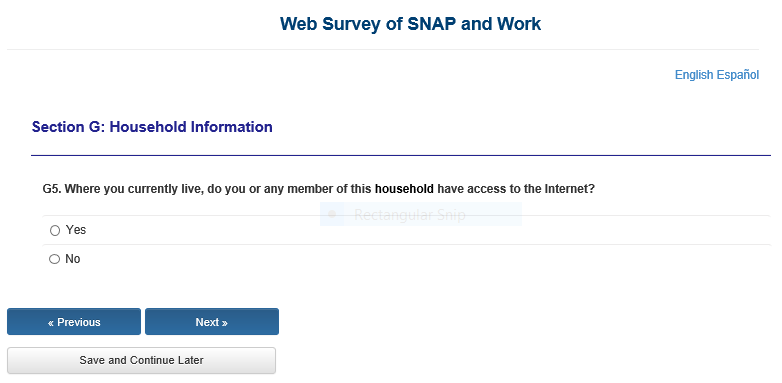 Web Survey of SNAP and Work
English Español
Section G: Household Information
G5. Where you currently live, do you or any member of this household have access to the Internet?
Rectangular Snip
Yes
No
« Previous Next »
Save and Continue Later